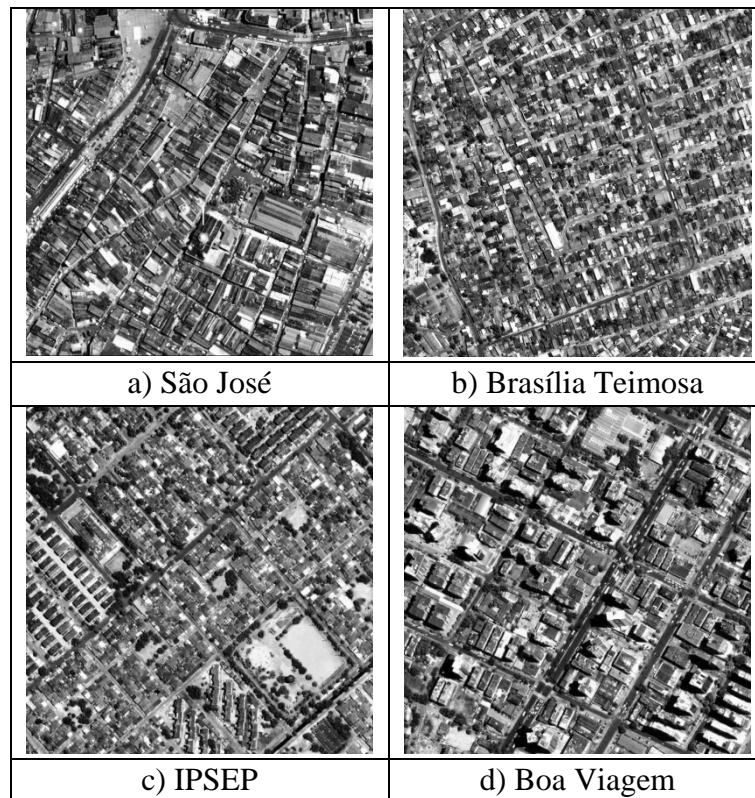 a) São José
b) Brasília Teimosa
c) IPSEP
d) Boa Viagem